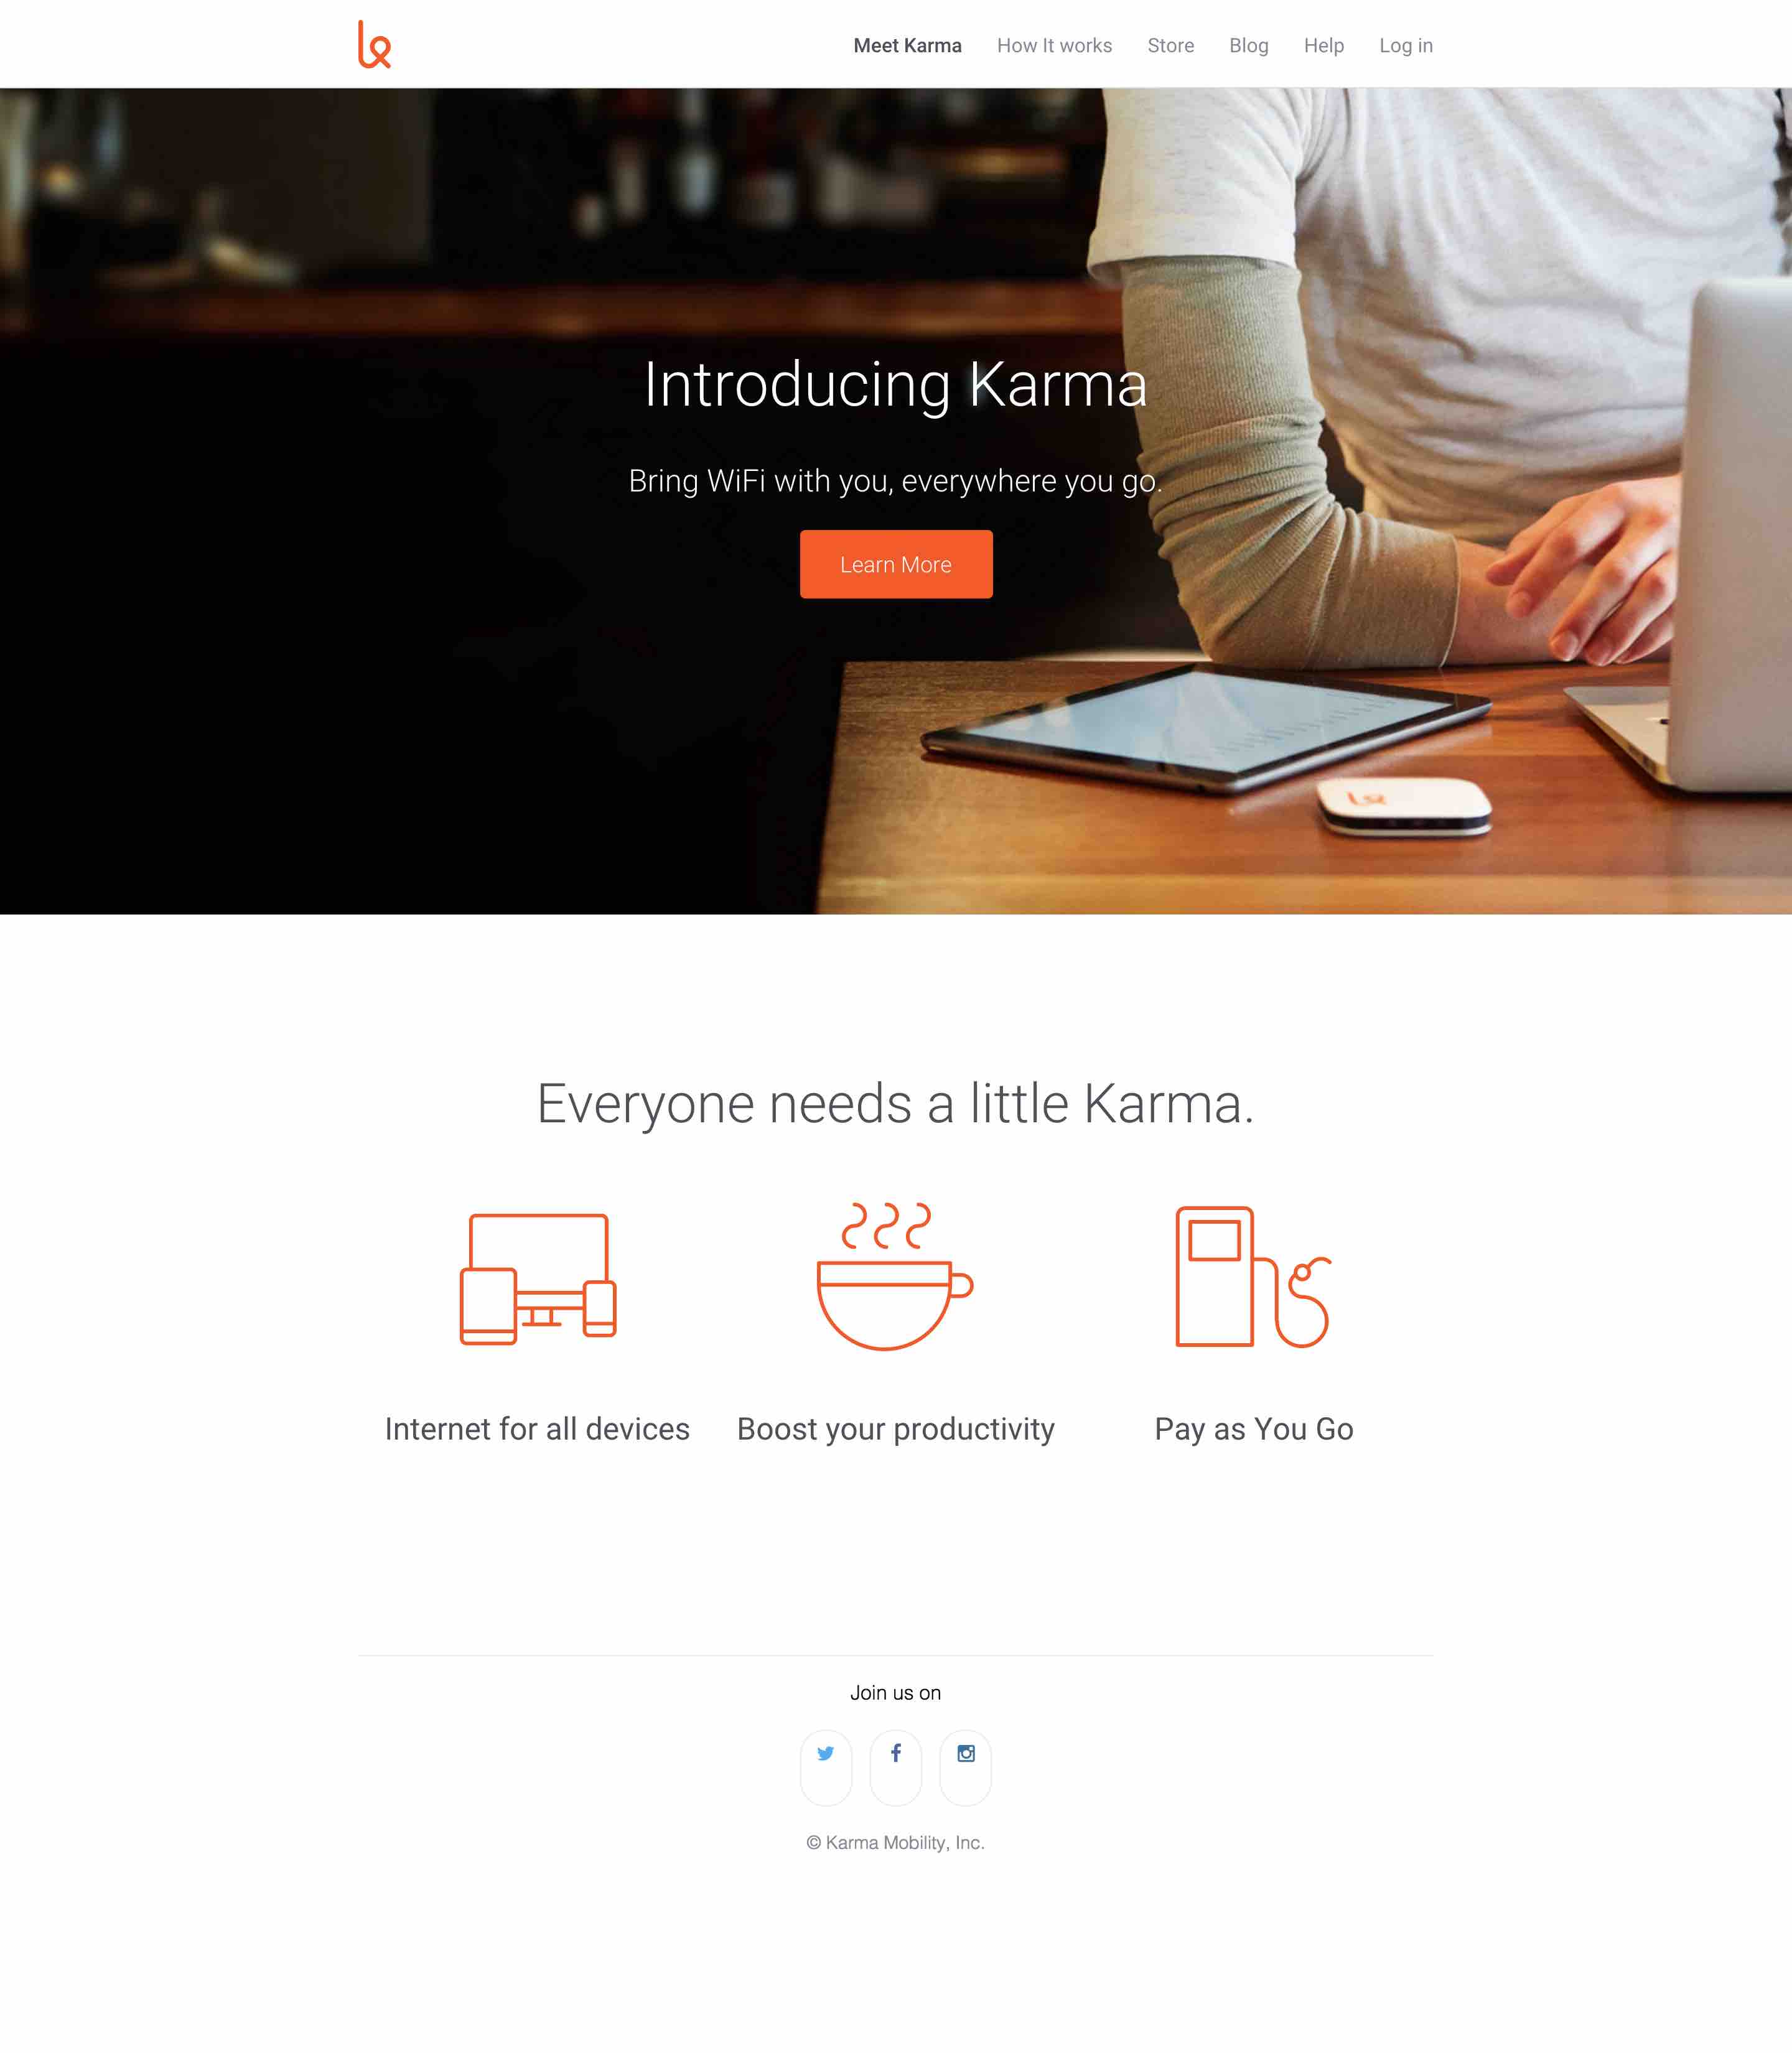 Meet Karma How It works Store Blog Help Log in
Introducing Karma
Bring WiFi with you, everywhere you go.
Learn More
Everyone needs a little Karma.
Internet for all devices Boost your productivity Pay as You Go
Join us on
© Karma Mobility, Inc.